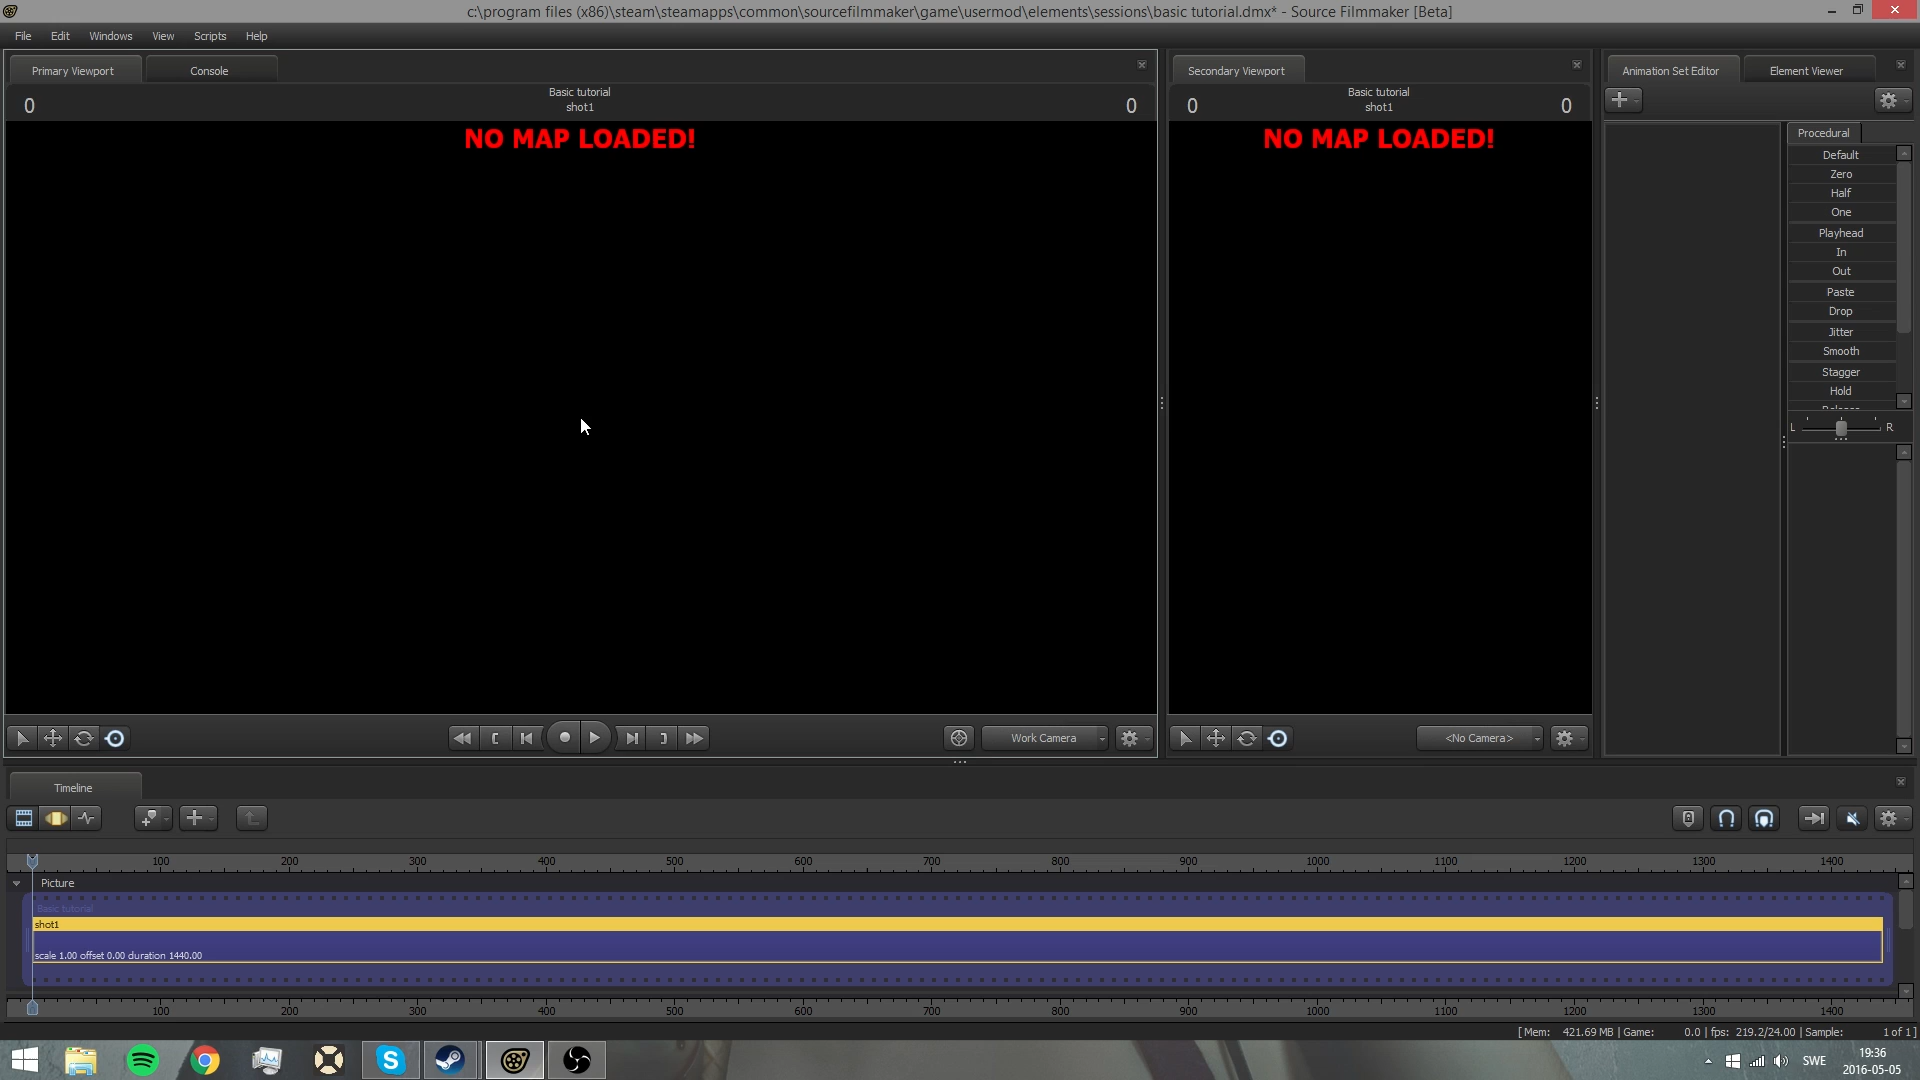 c:\program files (x86)\steam\steamapps\common\sourcefilmmaker\game\usermod\elements\sessions\basic tutorial.dmx* - Source Filmmaker [Beta]
File Edit Windows View Scripts Help
Primary Viewport Console
Basic tutorial
0 shot1 0
NO MAP LOADED!
Work Camera
Secondary Viewport
Basic tutorial
0 shot1 0
NO MAP LOADED!
<No Camera>
Animation Set Editor Element Viewer
Procedural
Default
Zero
Half
One
Playhead
In
Out
Paste
Drop
Jitter
Smooth
Stagger
Hold
L R
Timeline
100 200 300 400 500 600 700 800 900 1000 1100 1200 1300 1400
Picture
Basic tutorial
shot1
scale 1.00 offset 0.00 duration 1440.00
100 200 300 400 500 600 700 800 900 1000 1100 1200 1300 1400
[ Mem: 421.69 MB | Game: 0.0 | fps: 219.2/24.00 | Sample: 1 of 1 ]
SWE
19:36
2016-05-05